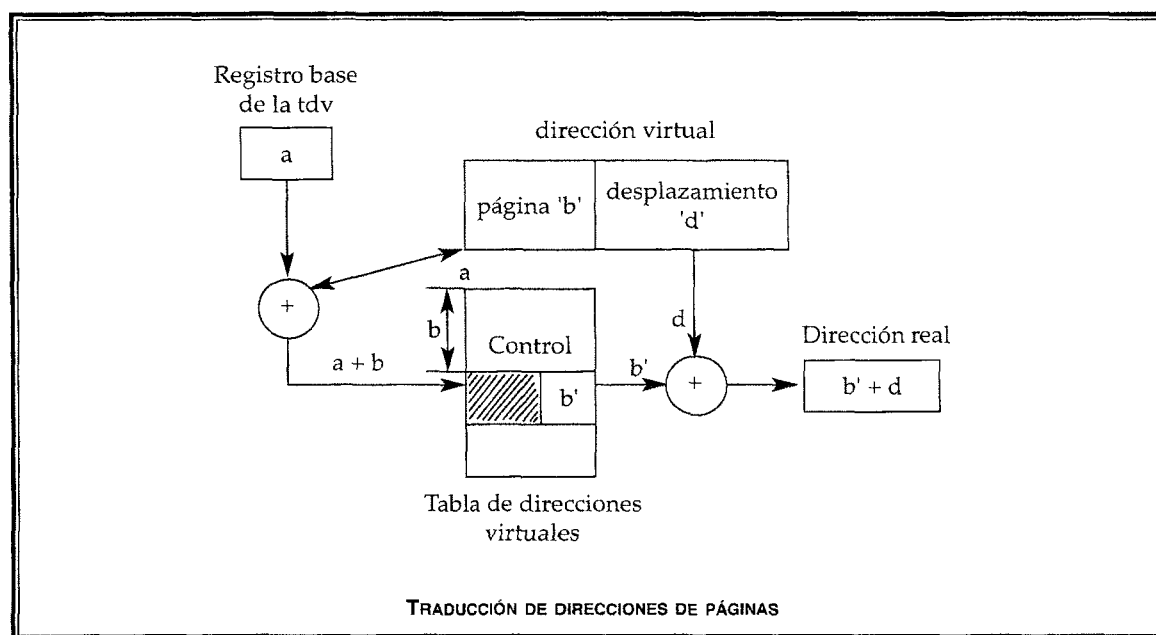 Registro base
de la tdv
a
dirección virtual
página 'b'
desplazamiento
'd'
+
a
b
Control
d
Dirección real
a + b
b'
b'
+
b' + d
Tabla de direcciones
virtuales
TRADUCCIÓN DE DIRECCIONES DE PÁGINAS